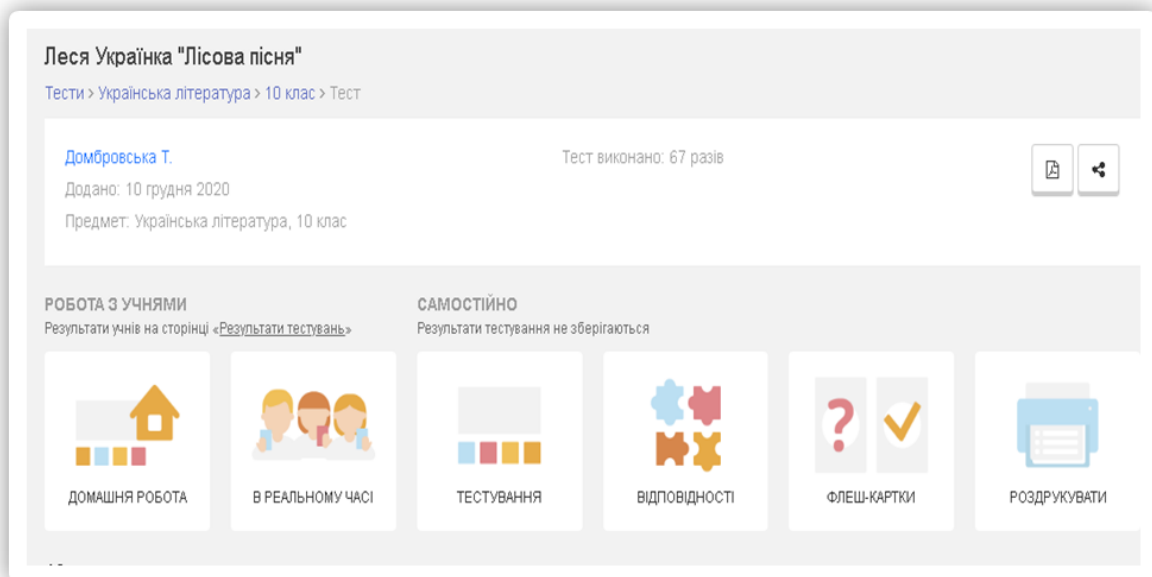 Леся Українка "Лісова пісня"
Тести > Українська література > 10 клас > Тест
Домбровська Т.
Тест виконано: 67 разів
Додано: 10 грудня 2020
Предмет: Українська література, 10 клас
РОБОТА З УЧНЯМИ
Результати учнів на сторінці «Результати тестувань»
САМОСТІЙНО
Результати тестування не зберігаються
ДОМАШНЯ РОБОТА
В РЕАЛЬНОМУ ЧАСІ
ТЕСТУВАННЯ
ВІДПОВІДНОСТІ
ФЛЕШ-КАРТКИ
РОЗДРУКУВАТИ